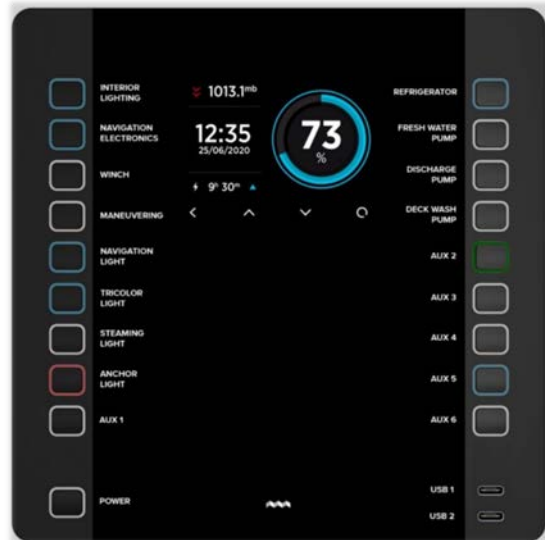 INTERIOR
LIGHTING
NAVIGATION
ELECTRONICS
WINCH
MANEUVERING
NAVIGATION
LIGHT
TRICOLOR
LIGHT
STEAMING
LIGHT
ANCHOR
LIGHT
AUX 1
POWER
1013.1mb
12:35
25/06/2020
9h 30m
73
%
REFRIGERATOR
FRESH WATER
PUMP
DISCHARGE
PUMP
DECK WASH
PUMP
AUX 2
AUX 3
AUX 4
AUX 5
AUX 6
USB 1
USB 2